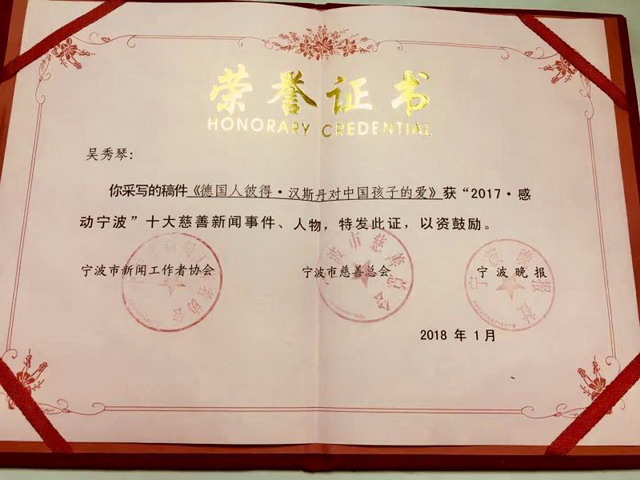 荣誉证书
HONORARY CREDENTIAL
吴秀琴：
你采写的稿件《德国人彼得·汉斯丹对中国孩子的爱》获“2017·感
动宁波”十大慈善新闻事件、人物，特发此证，以资鼓励。
宁波市新闻工作者协会 宁波市慈善总会 宁波晚报
2018 年 1 月